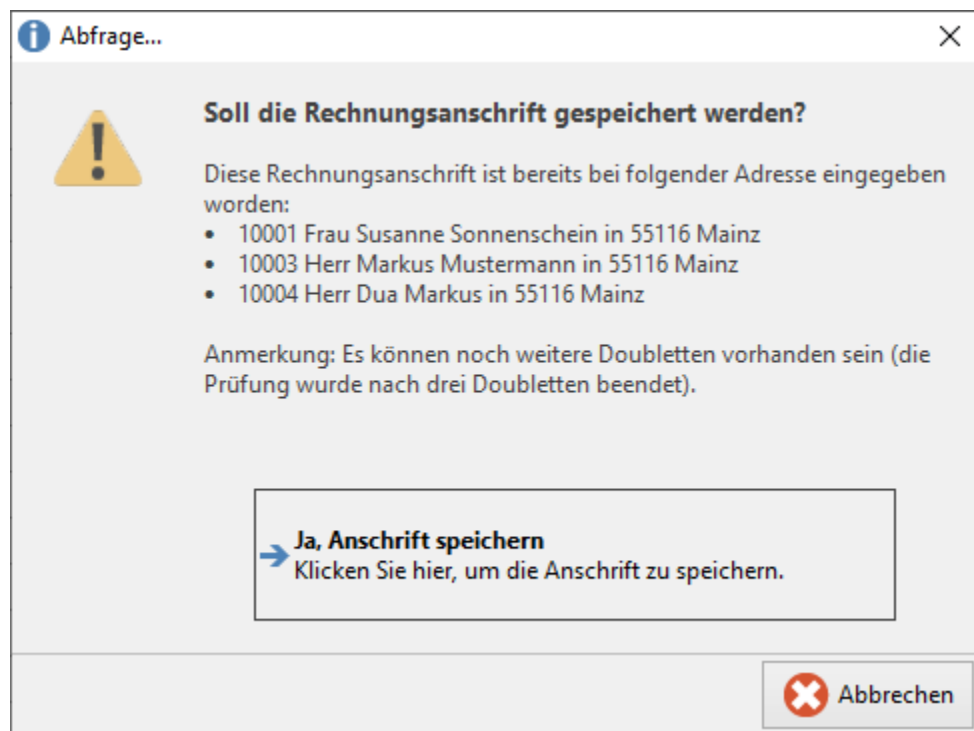 Abfrage...
Soll die Rechnungsanschrift gespeichert werden?
Diese Rechnungsanschrift ist bereits bei folgender Adresse eingegeben
worden:
• 10001 Frau Susanne Sonnenschein in 55116 Mainz
• 10003 Herr Markus Mustermann in 55116 Mainz
• 10004 Herr Dua Markus in 55116 Mainz
Anmerkung: Es können noch weitere Doubletten vorhanden sein (die
Prüfung wurde nach drei Doubletten beendet).
Ja, Anschrift speichern
Klicken Sie hier, um die Anschrift zu speichern.
Abbrechen